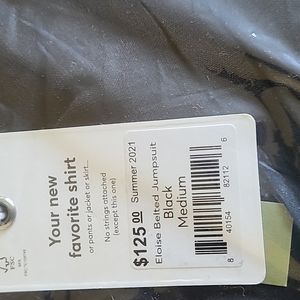 Your new
favorite shirt
or pants or jacket or skirt...
No strings attached
(except this one)
$125.00 Summer 2021
Eloise Belted Jumpsuit
Black
Medium
8 40154 82112 6
FSC